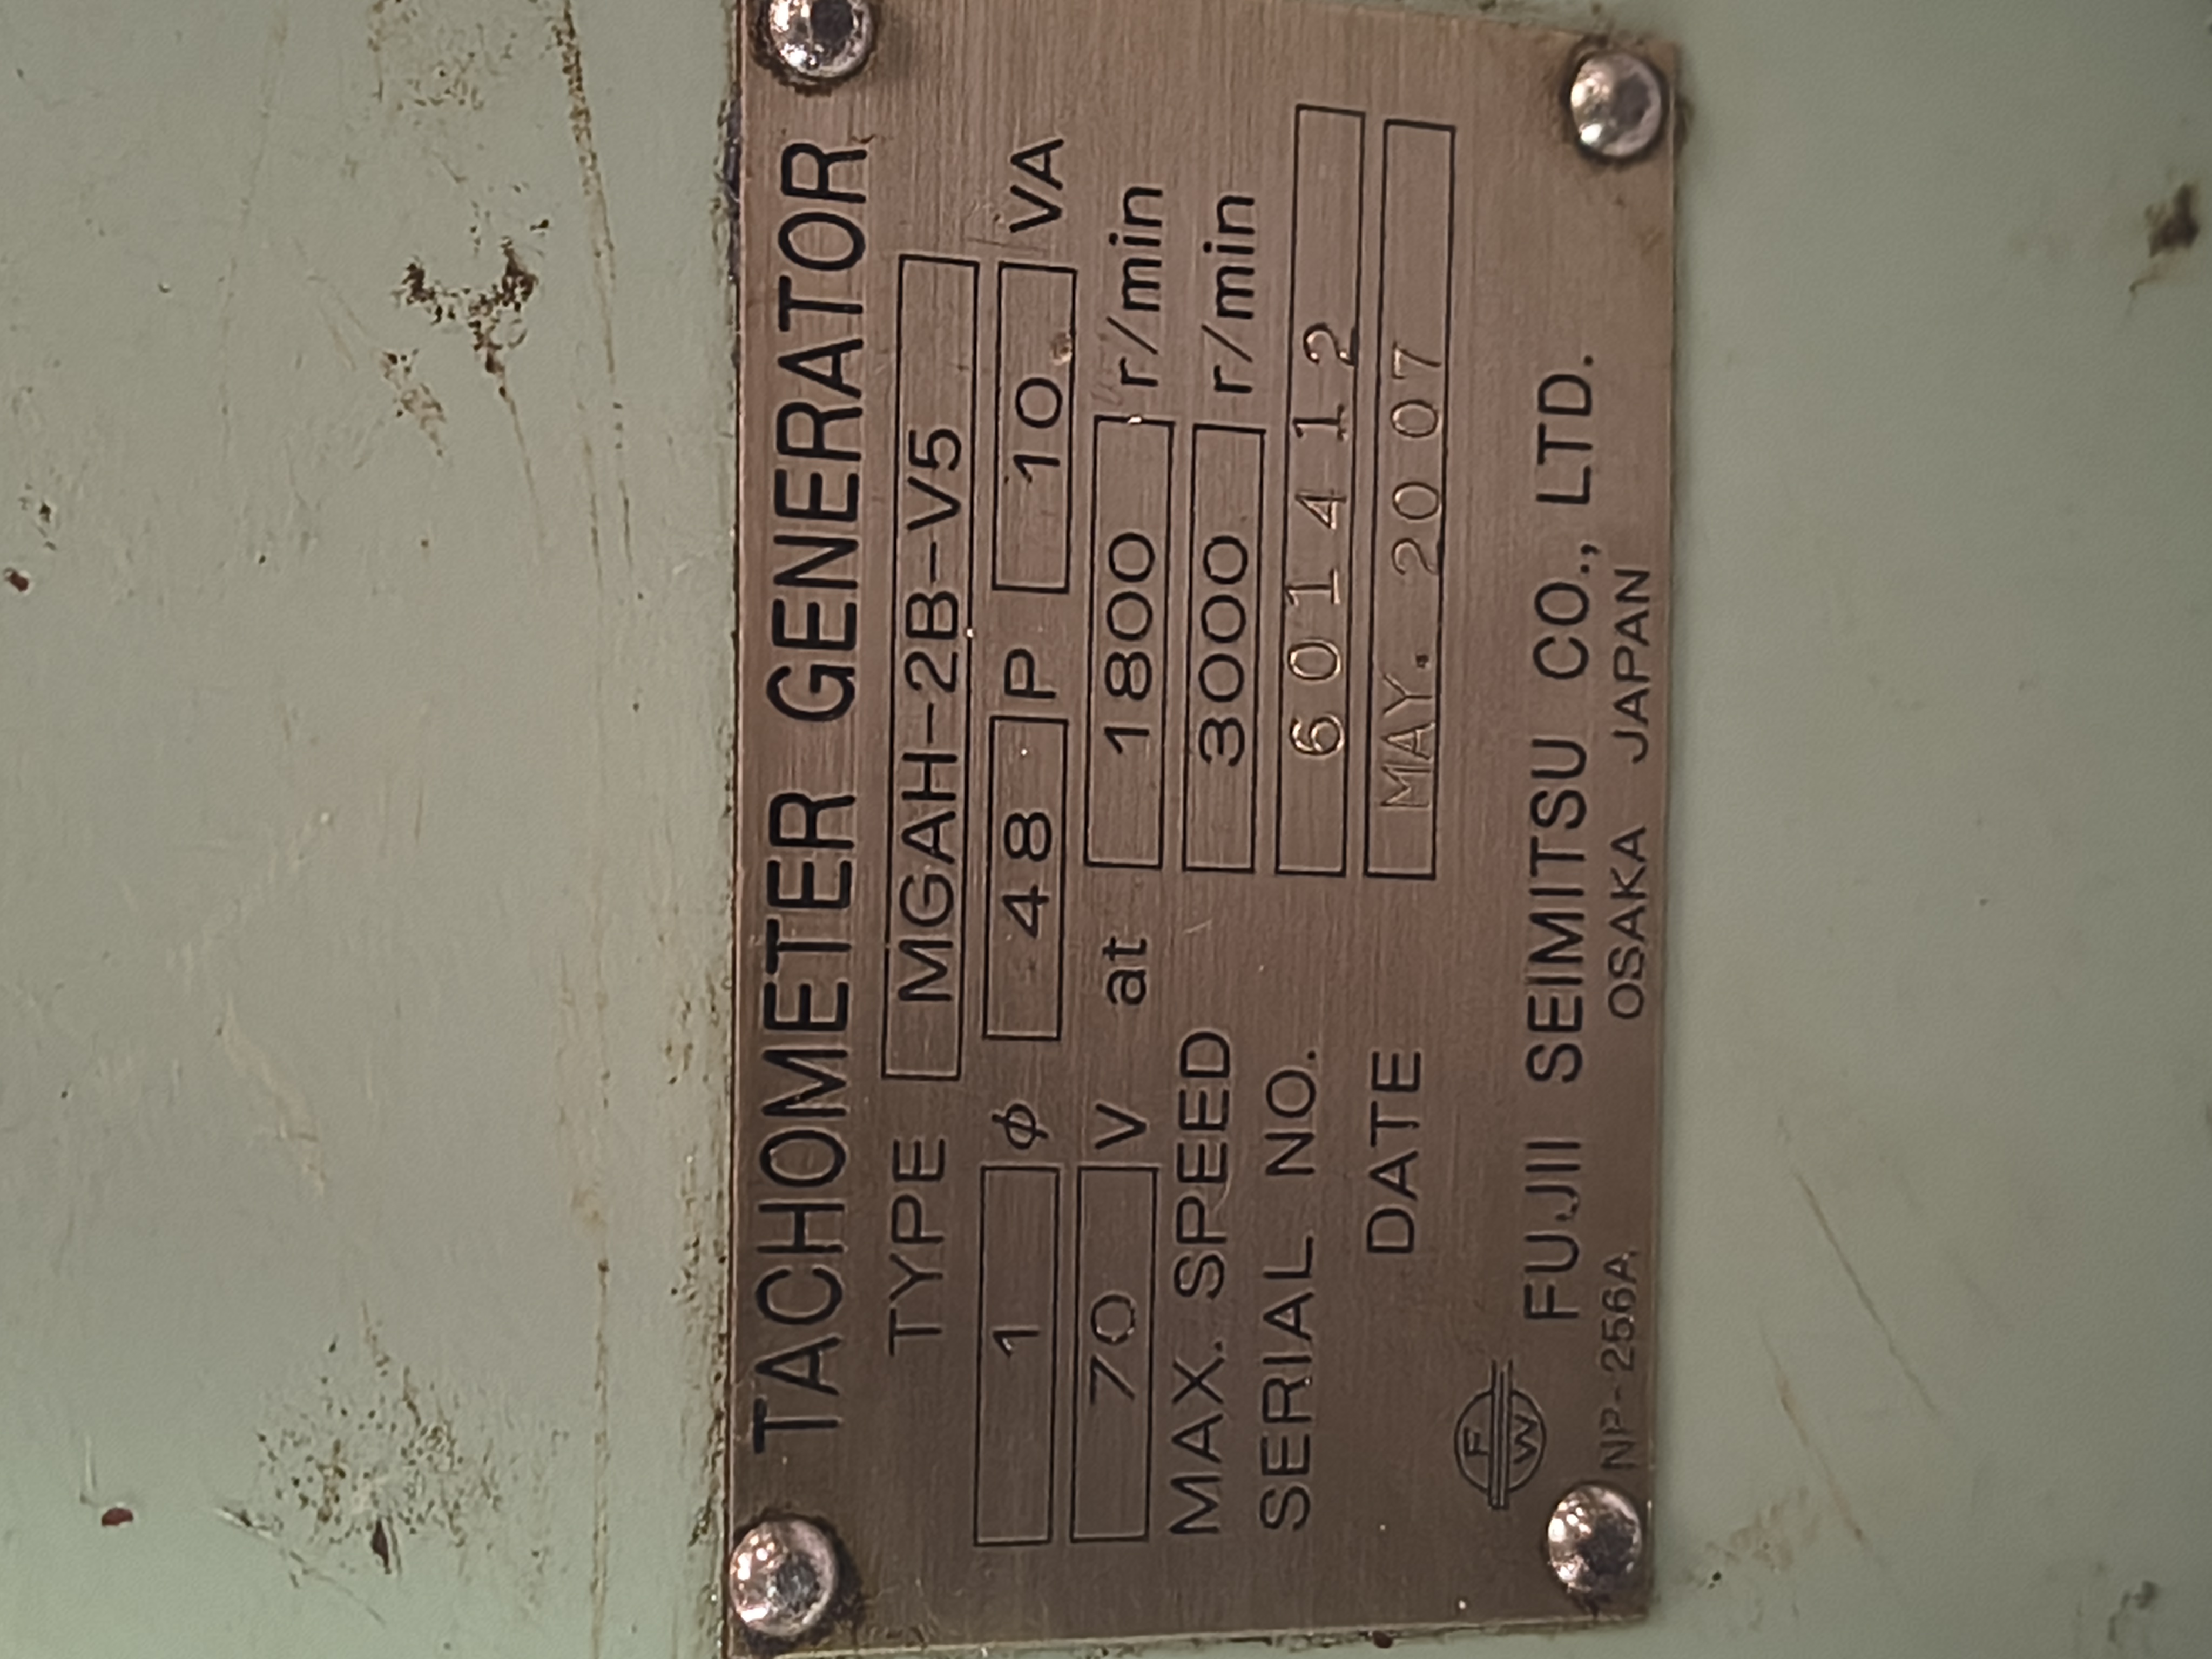 TACHOMETER GENERATOR
TYPE MGAH-2B-V5
1 ϕ 48 P 10 VA
70 V at 1800 r/min
MAX. SPEED 3000 r/min
SERIAL NO. 601412
DATE MAY. 2007
FW FUJII SEIMITSU CO., LTD.
NP-256A OSAKA JAPAN